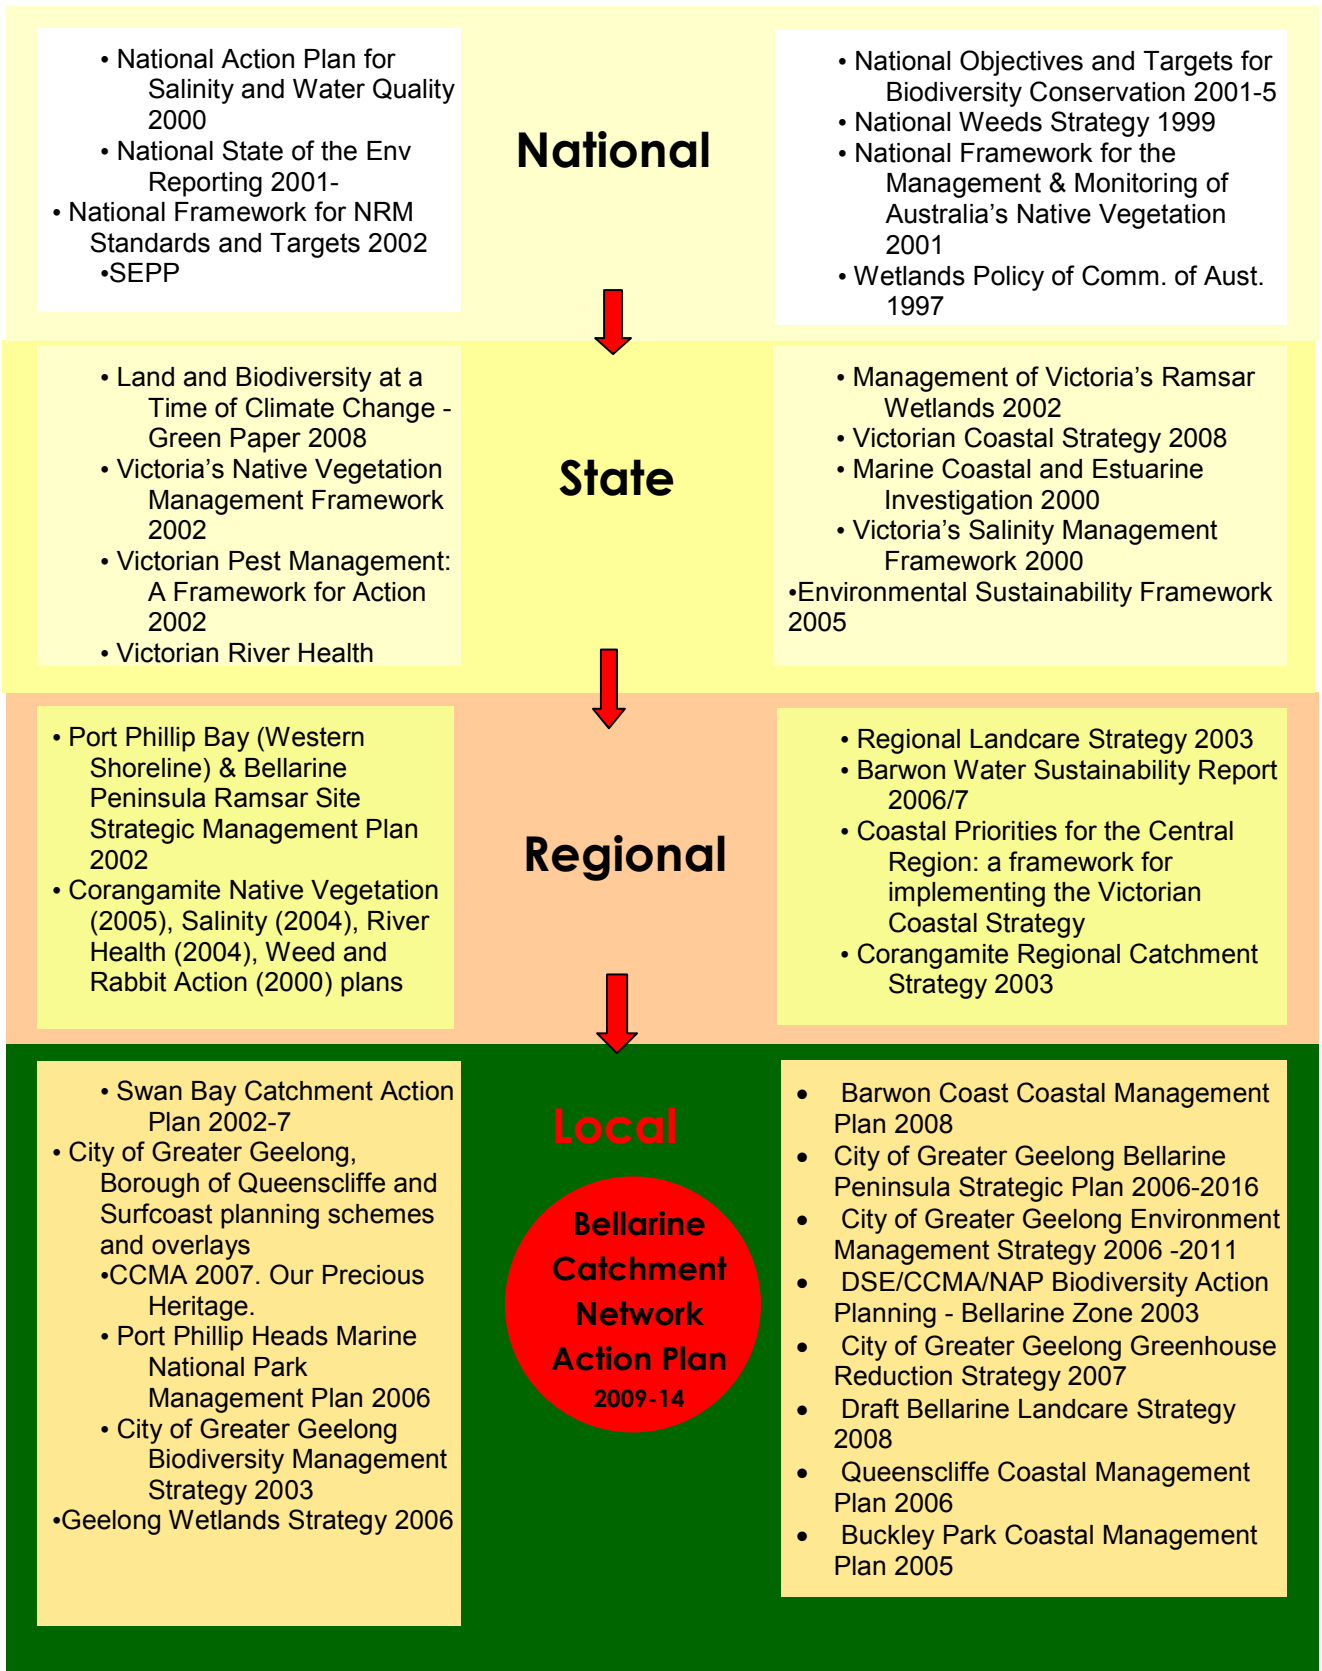 • National Action Plan for
Salinity and Water Quality
2000
• National State of the Env
Reporting 2001-
• National Framework for NRM
Standards and Targets 2002
•SEPP
National
• National Objectives and Targets for
Biodiversity Conservation 2001-5
• National Weeds Strategy 1999
• National Framework for the
Management & Monitoring of
Australia’s Native Vegetation
2001
• Wetlands Policy of Comm. of Aust.
1997
• Land and Biodiversity at a
Time of Climate Change -
Green Paper 2008
• Victoria’s Native Vegetation
Management Framework
2002
• Victorian Pest Management:
A Framework for Action
2002
• Victorian River Health
State
• Management of Victoria’s Ramsar
Wetlands 2002
• Victorian Coastal Strategy 2008
• Marine Coastal and Estuarine
Investigation 2000
• Victoria’s Salinity Management
Framework 2000
•Environmental Sustainability Framework
2005
• Port Phillip Bay (Western
Shoreline) & Bellarine
Peninsula Ramsar Site
Strategic Management Plan
2002
• Corangamite Native Vegetation
(2005), Salinity (2004), River
Health (2004), Weed and
Rabbit Action (2000) plans
Regional
• Regional Landcare Strategy 2003
• Barwon Water Sustainability Report
2006/7
• Coastal Priorities for the Central
Region: a framework for
implementing the Victorian
Coastal Strategy
• Corangamite Regional Catchment
Strategy 2003
• Swan Bay Catchment Action
Plan 2002-7
• City of Greater Geelong,
Borough of Queenscliffe and
Surfcoast planning schemes
and overlays
•CCMA 2007. Our Precious
Heritage.
• Port Phillip Heads Marine
National Park
Management Plan 2006
• City of Greater Geelong
Biodiversity Management
Strategy 2003
•Geelong Wetlands Strategy 2006
Local
Bellarine
Catchment
Network
Action Plan
2009-14
• Barwon Coast Coastal Management
Plan 2008
• City of Greater Geelong Bellarine
Peninsula Strategic Plan 2006-2016
• City of Greater Geelong Environment
Management Strategy 2006 -2011
• DSE/CCMA/NAP Biodiversity Action
Planning - Bellarine Zone 2003
• City of Greater Geelong Greenhouse
Reduction Strategy 2007
• Draft Bellarine Landcare Strategy
2008
• Queenscliffe Coastal Management
Plan 2006
• Buckley Park Coastal Management
Plan 2005